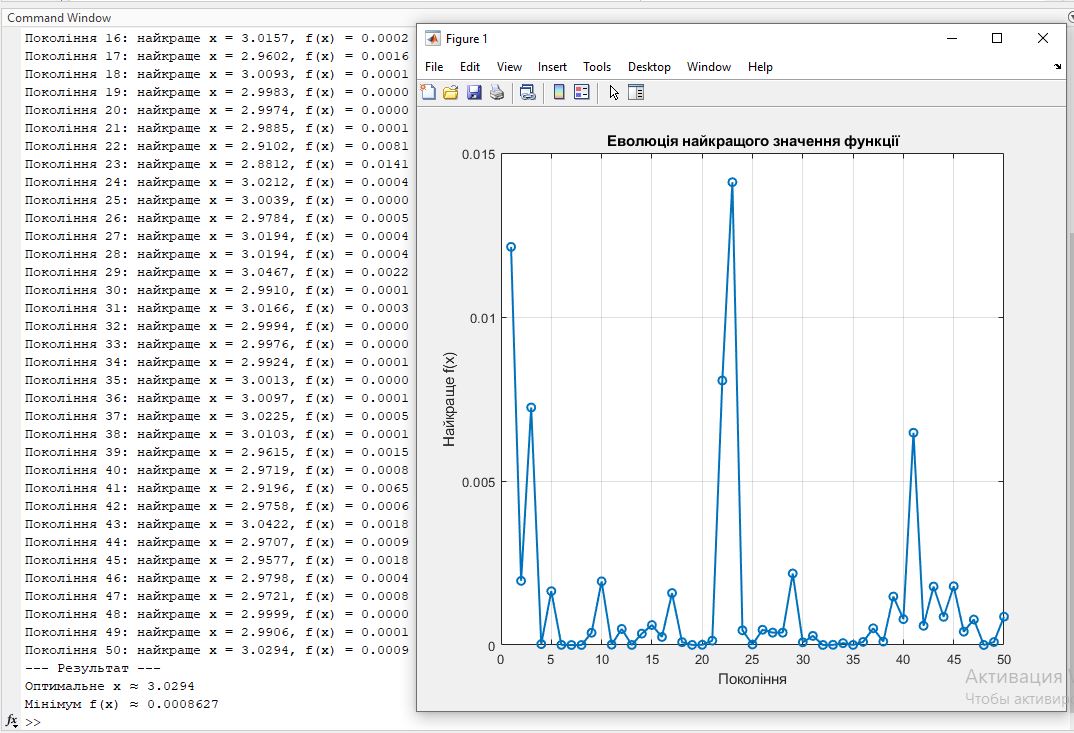 Command Window
Покоління 16: найкраще x = 3.0157, f(x) = 0.0002
Покоління 17: найкраще x = 2.9602, f(x) = 0.0016
Покоління 18: найкраще x = 3.0093, f(x) = 0.0001
Покоління 19: найкраще x = 2.9983, f(x) = 0.0000
Покоління 20: найкраще x = 2.9974, f(x) = 0.0000
Покоління 21: найкраще x = 2.9885, f(x) = 0.0001
Покоління 22: найкраще x = 2.9102, f(x) = 0.0081
Покоління 23: найкраще x = 2.8812, f(x) = 0.0141
Покоління 24: найкраще x = 3.0212, f(x) = 0.0004
Покоління 25: найкраще x = 3.0039, f(x) = 0.0000
Покоління 26: найкраще x = 2.9784, f(x) = 0.0005
Покоління 27: найкраще x = 3.0194, f(x) = 0.0004
Покоління 28: найкраще x = 3.0194, f(x) = 0.0004
Покоління 29: найкраще x = 3.0467, f(x) = 0.0022
Покоління 30: найкраще x = 2.9910, f(x) = 0.0001
Покоління 31: найкраще x = 3.0166, f(x) = 0.0003
Покоління 32: найкраще x = 2.9994, f(x) = 0.0000
Покоління 33: найкраще x = 2.9976, f(x) = 0.0000
Покоління 34: найкраще x = 2.9924, f(x) = 0.0001
Покоління 35: найкраще x = 3.0013, f(x) = 0.0000
Покоління 36: найкраще x = 3.0097, f(x) = 0.0001
Покоління 37: найкраще x = 3.0225, f(x) = 0.0005
Покоління 38: найкраще x = 3.0103, f(x) = 0.0001
Покоління 39: найкраще x = 2.9615, f(x) = 0.0015
Покоління 40: найкраще x = 2.9719, f(x) = 0.0008
Покоління 41: найкраще x = 2.9196, f(x) = 0.0065
Покоління 42: найкраще x = 2.9758, f(x) = 0.0006
Покоління 43: найкраще x = 3.0422, f(x) = 0.0018
Покоління 44: найкраще x = 2.9707, f(x) = 0.0009
Покоління 45: найкраще x = 2.9577, f(x) = 0.0018
Покоління 46: найкраще x = 2.9798, f(x) = 0.0004
Покоління 47: найкраще x = 2.9721, f(x) = 0.0008
Покоління 48: найкраще x = 2.9999, f(x) = 0.0000
Покоління 49: найкраще x = 2.9906, f(x) = 0.0001
Покоління 50: найкраще x = 3.0294, f(x) = 0.0009
--- Результат ---
Оптимальне x ≈ 3.0294
Мінімум f(x) ≈ 0.0008627
fx >>
Figure 1
File Edit View Insert Tools Desktop Window Help
Еволюція найкращого значення функції
0.015
0.01
0.005
0
Найкраще f(x)
0 5 10 15 20 25 30 35 40 45 50
Покоління
Активация
Чтобы